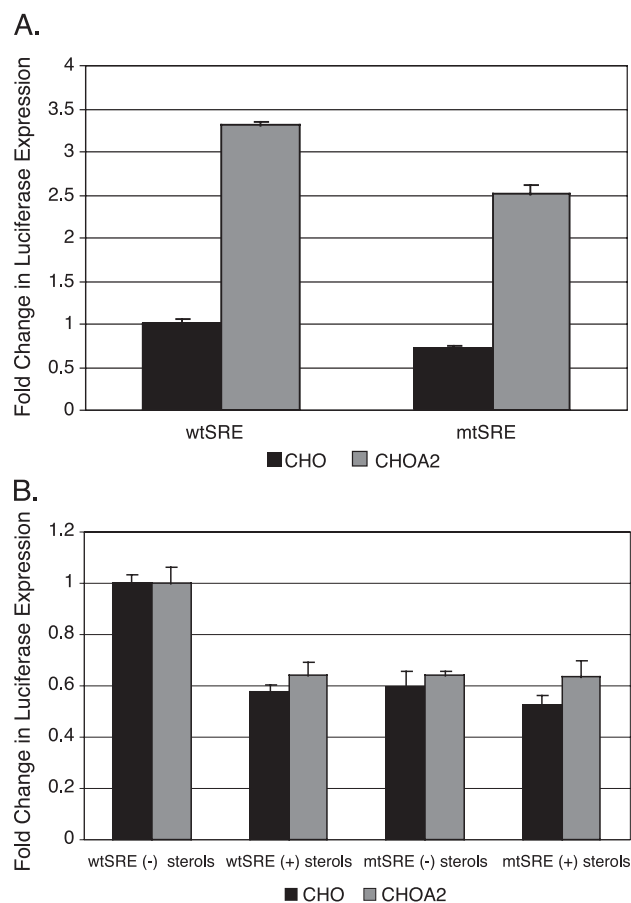 A.
Fold Change in Luciferase Expression
4
3.5
3
2.5
2
1.5
1
0.5
0
wtSRE mtSRE
CHO CHOA2
B.
Fold Change in Luciferase Expression
1.2
1
0.8
0.6
0.4
0.2
0
wtSRE (-) sterols wtSRE (+) sterols mtSRE (-) sterols mtSRE (+) sterols
CHO CHOA2